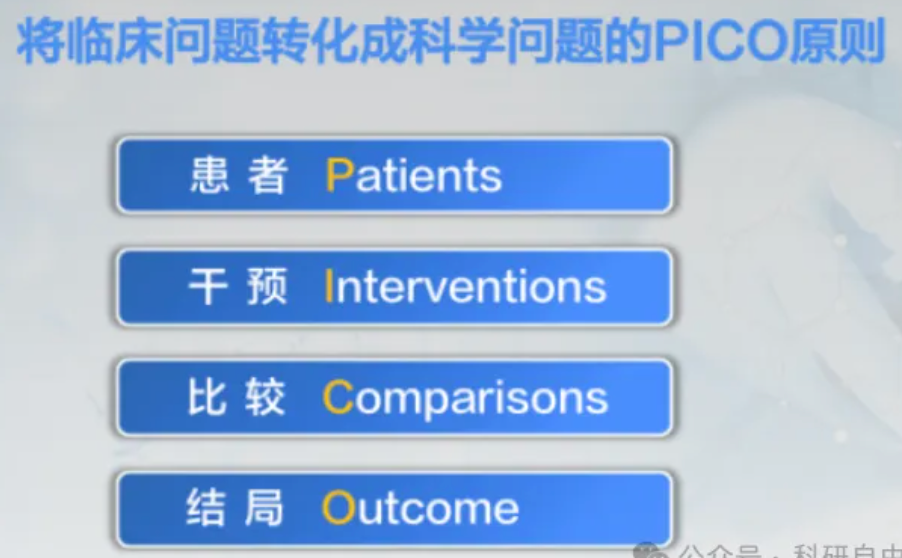 将临床问题转化成科学问题的PICO原则
患者 Patients
干预 Interventions
比较 Comparisons
结局 Outcome
公众号 · 科研自由